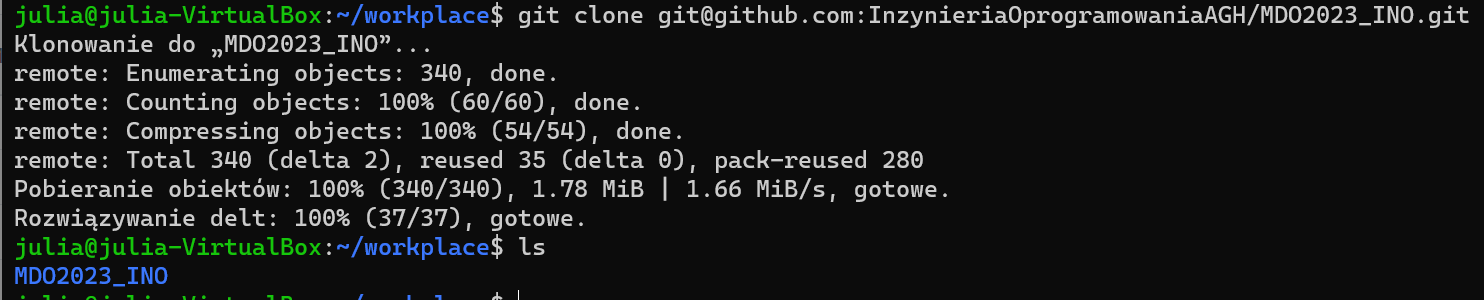 julia@julia-VirtualBox:~/workplace$ git clone git@github.com:InzynieriaOprogramowaniaAGH/MDO2023_INO.git
Klonowanie do „MDO2023_INO”...
remote: Enumerating objects: 340, done.
remote: Counting objects: 100% (60/60), done.
remote: Compressing objects: 100% (54/54), done.
remote: Total 340 (delta 2), reused 35 (delta 0), pack-reused 280
Pobieranie obiektów: 100% (340/340), 1.78 MiB | 1.66 MiB/s, gotowe.
Rozwiązywanie delt: 100% (37/37), gotowe.
julia@julia-VirtualBox:~/workplace$ ls
MDO2023_INO